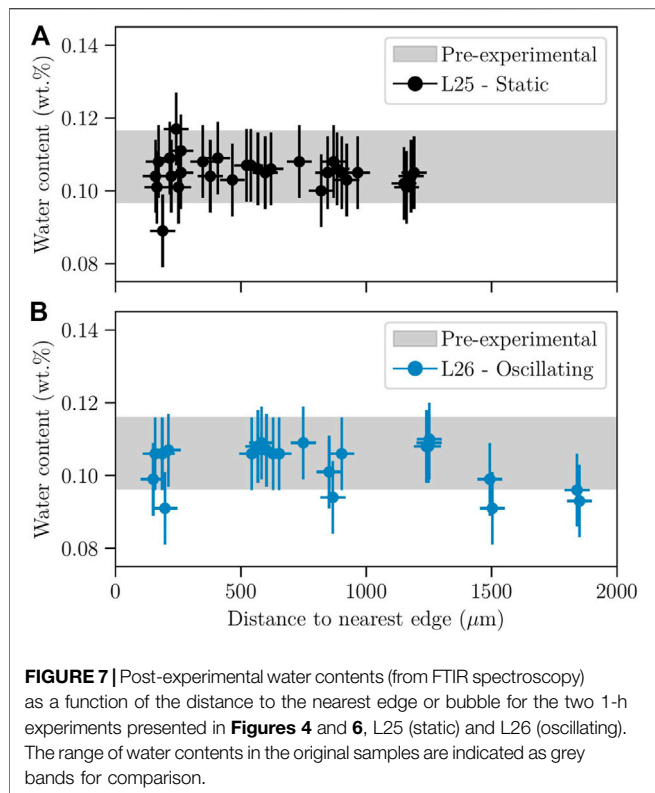 A
0.14
0.12
0.10
0.08
Water content (wt.%)
Pre-experimental
L25 - Static
B
0.14
0.12
0.10
0.08
Water content (wt.%)
Pre-experimental
L26 - Oscillating
0
500
1000
1500
2000
Distance to nearest edge (μm)
FIGURE 7 | Post-experimental water contents (from FTIR spectroscopy)
as a function of the distance to the nearest edge or bubble for the two 1-h
experiments presented in Figures 4 and 6, L25 (static) and L26 (oscillating).
The range of water contents in the original samples are indicated as grey
bands for comparison.